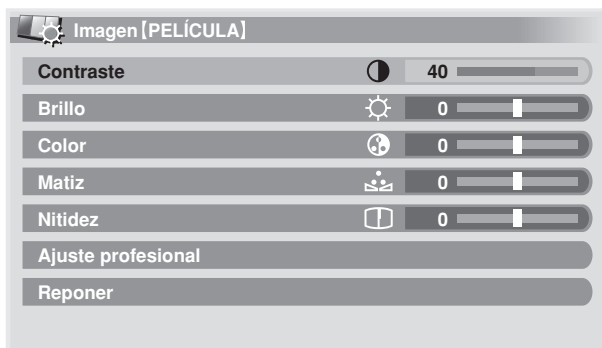 Imagen [PELÍCULA]
Contraste 40
Brillo 0
Color 0
Matiz 0
Nitidez 0
Ajuste profesional
Reponer